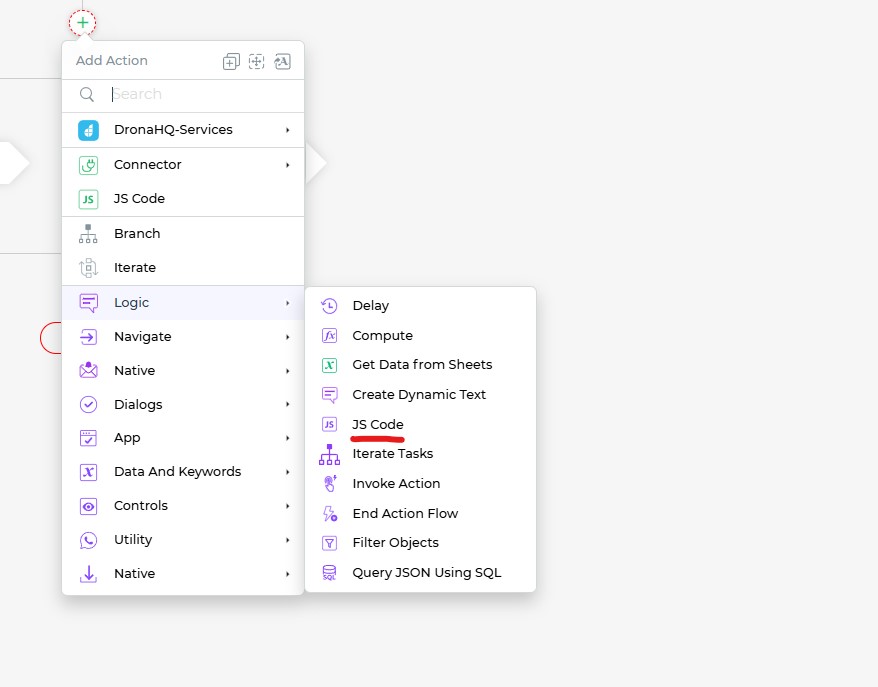 Add Action
Search
DronaHQ-Services
Connector
JS Code
Branch
Iterate
Logic
Navigate
Native
Dialogs
App
Data And Keywords
Controls
Utility
Native
Delay
Compute
Get Data from Sheets
Create Dynamic Text
JS Code
Iterate Tasks
Invoke Action
End Action Flow
Filter Objects
Query JSON Using SQL